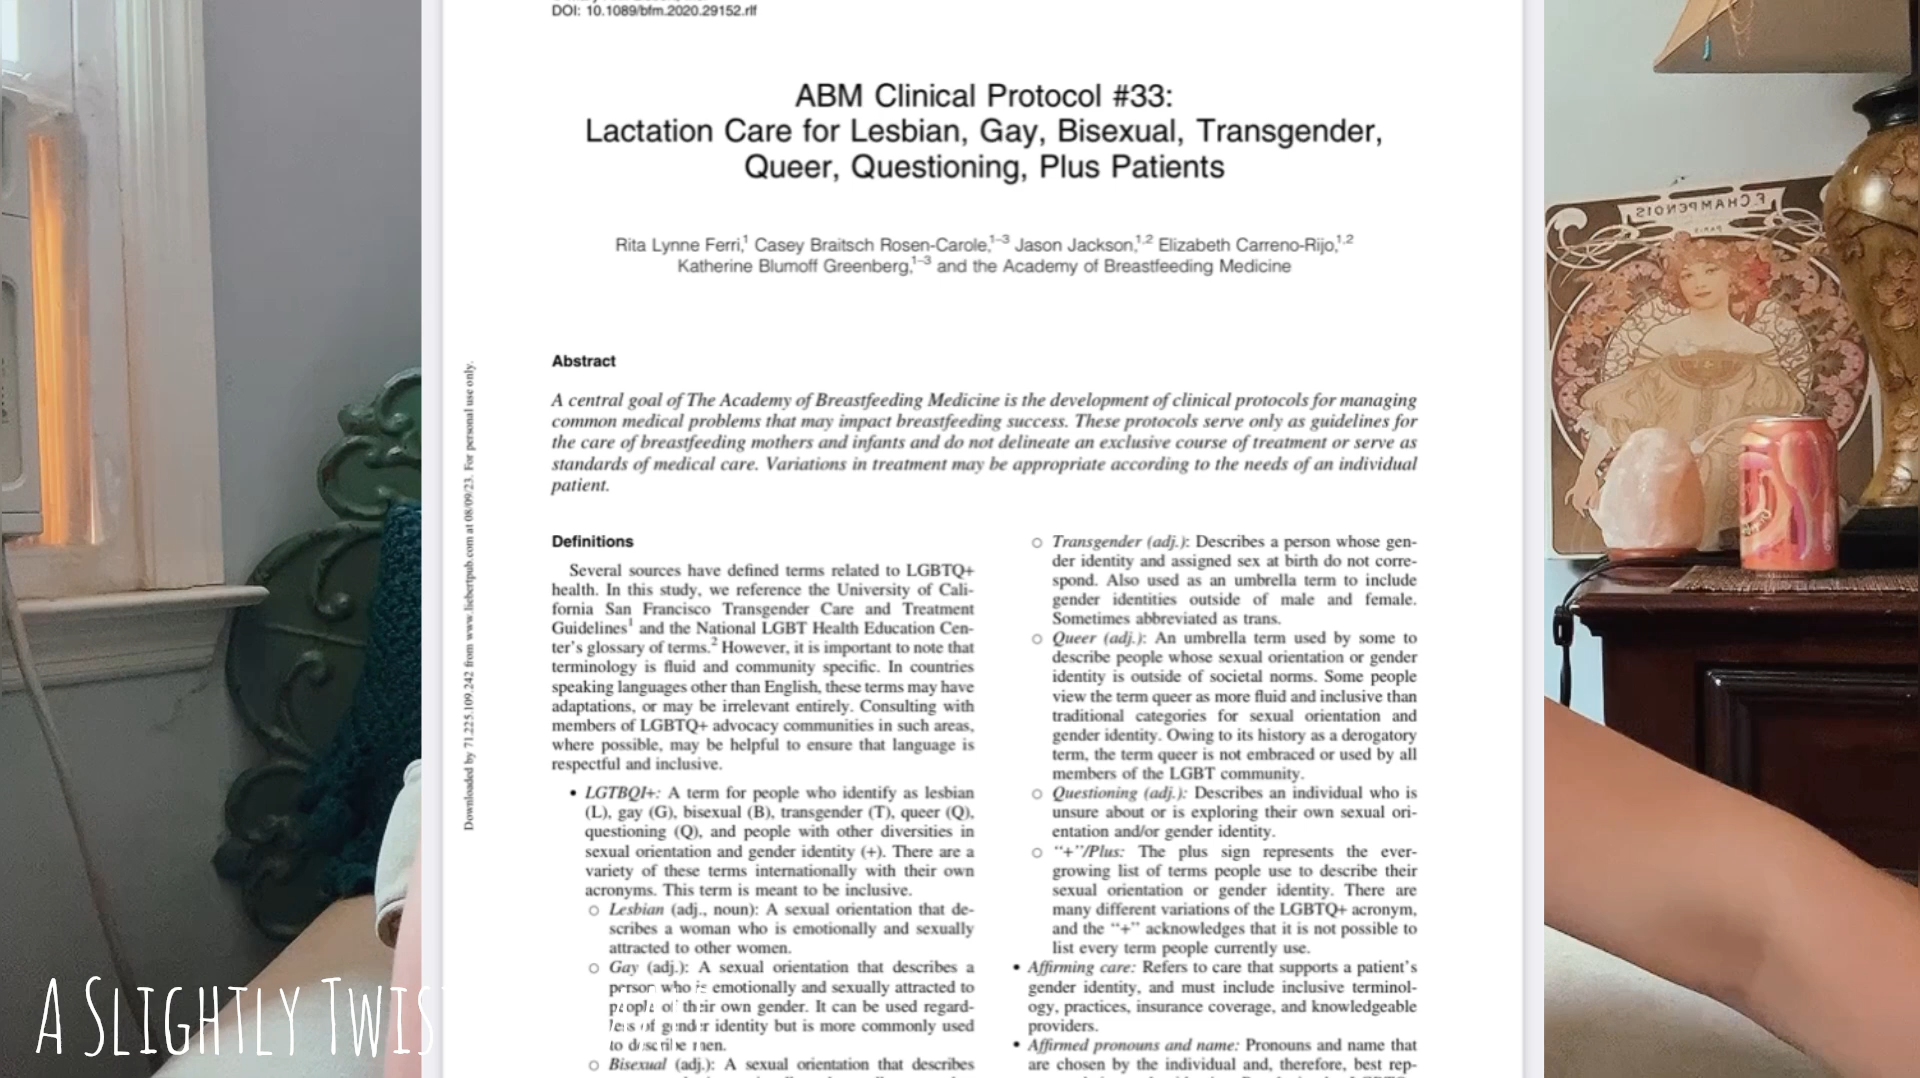 DOI: 10.1089/bfm.2020.29152.rlf
ABM Clinical Protocol #33:
Lactation Care for Lesbian, Gay, Bisexual, Transgender,
Queer, Questioning, Plus Patients
Rita Lynne Ferri,1 Casey Braitsch Rosen-Carole,1–3 Jason Jackson,1,2 Elizabeth Carreno-Rijo,1,2
Katherine Blumoff Greenberg,1–3 and the Academy of Breastfeeding Medicine
Abstract
A central goal of The Academy of Breastfeeding Medicine is the development of clinical protocols for managing
common medical problems that may impact breastfeeding success. These protocols serve only as guidelines for
the care of breastfeeding mothers and infants and do not delineate an exclusive course of treatment or serve as
standards of medical care. Variations in treatment may be appropriate according to the needs of an individual
patient.
Definitions
Several sources have defined terms related to LGBTQ+
health. In this study, we reference the University of Cali-
fornia San Francisco Transgender Care and Treatment
Guidelines1 and the National LGBT Health Education Cen-
ter's glossary of terms.2 However, it is important to note that
terminology is fluid and community specific. In countries
speaking languages other than English, these terms may have
adaptations, or may be irrelevant entirely. Consulting with
members of LGBTQ+ advocacy communities in such areas,
where possible, may be helpful to ensure that language is
respectful and inclusive.
• LGTBQI+: A term for people who identify as lesbian
(L), gay (G), bisexual (B), transgender (T), queer (Q),
questioning (Q), and people with other diversities in
sexual orientation and gender identity (+). There are a
variety of these terms internationally with their own
acronyms. This term is meant to be inclusive.
○ Lesbian (adj., noun): A sexual orientation that de-
scribes a woman who is emotionally and sexually
attracted to other women.
○ Gay (adj.): A sexual orientation that describes a
person who is emotionally and sexually attracted to
people of their own gender. It can be used regard-
less of gender identity but is more commonly used
to describe men.
○ Bisexual (adj.): A sexual orientation that describes
○ Transgender (adj.): Describes a person whose gen-
der identity and assigned sex at birth do not corre-
spond. Also used as an umbrella term to include
gender identities outside of male and female.
Sometimes abbreviated as trans.
○ Queer (adj.): An umbrella term used by some to
describe people whose sexual orientation or gender
identity is outside of societal norms. Some people
view the term queer as more fluid and inclusive than
traditional categories for sexual orientation and
gender identity. Owing to its history as a derogatory
term, the term queer is not embraced or used by all
members of the LGBT community.
○ Questioning (adj.): Describes an individual who is
unsure about or is exploring their own sexual ori-
entation and/or gender identity.
○ "+"/Plus: The plus sign represents the ever-
growing list of terms people use to describe their
sexual orientation or gender identity. There are
many different variations of the LGBTQ+ acronym,
and the "+" acknowledges that it is not possible to
list every term people currently use.
• Affirming care: Refers to care that supports a patient's
gender identity, and must include inclusive terminol-
ogy, practices, insurance coverage, and knowledgeable
providers.
• Affirmed pronouns and name: Pronouns and name that
are chosen by the individual and, therefore, best rep-
Downloaded by 71.225.109.242 from www.liebertpub.com at 08/09/23. For personal use only.
F. CHAMPENOIS
PARIS
A SLIGHTLY TWIS